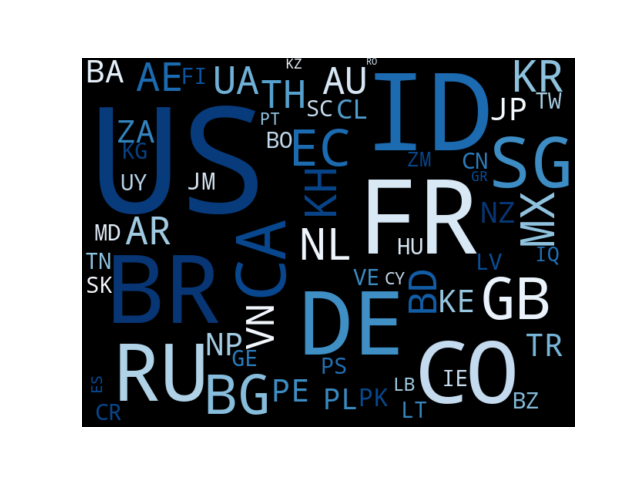 BA
AE
FI
UA
TH
KZ
AU
RO
KR
TW
JP
ID
US
ZA
KG
UY
JM
PT
SC
CL
BO
EC
ZM
CN
GR
SG
KH
FR
NZ
MX
MD
AR
CA
NL
HU
IQ
TN
SK
BR
LV
VE
CY
BD
KE
GB
VN
DE
NP
GE
RU
TR
PS
CO
IE
ES
CR
BG
PE
PL
PK
LB
LT
BZ